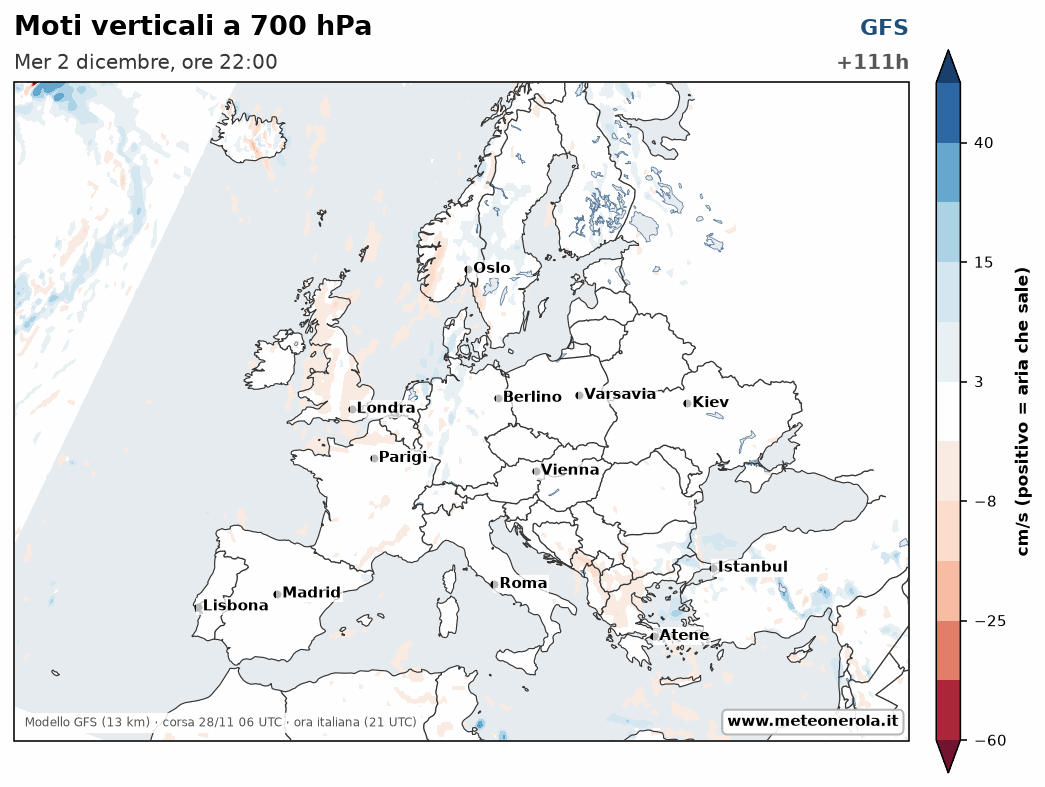 Moti verticali a 700 hPa
GFS
Mer 2 dicembre, ore 22:00
+111h
40
15
3
−8
−25
−60
cm/s (positivo = aria che sale)
Oslo
Londra
Berlino
Varsavia
Kiev
Parigi
Vienna
Istanbul
Roma
Madrid
Lisbona
Atene
Modello GFS (13 km) · corsa 28/11 06 UTC · ora italiana (21 UTC)
www.meteonerola.it